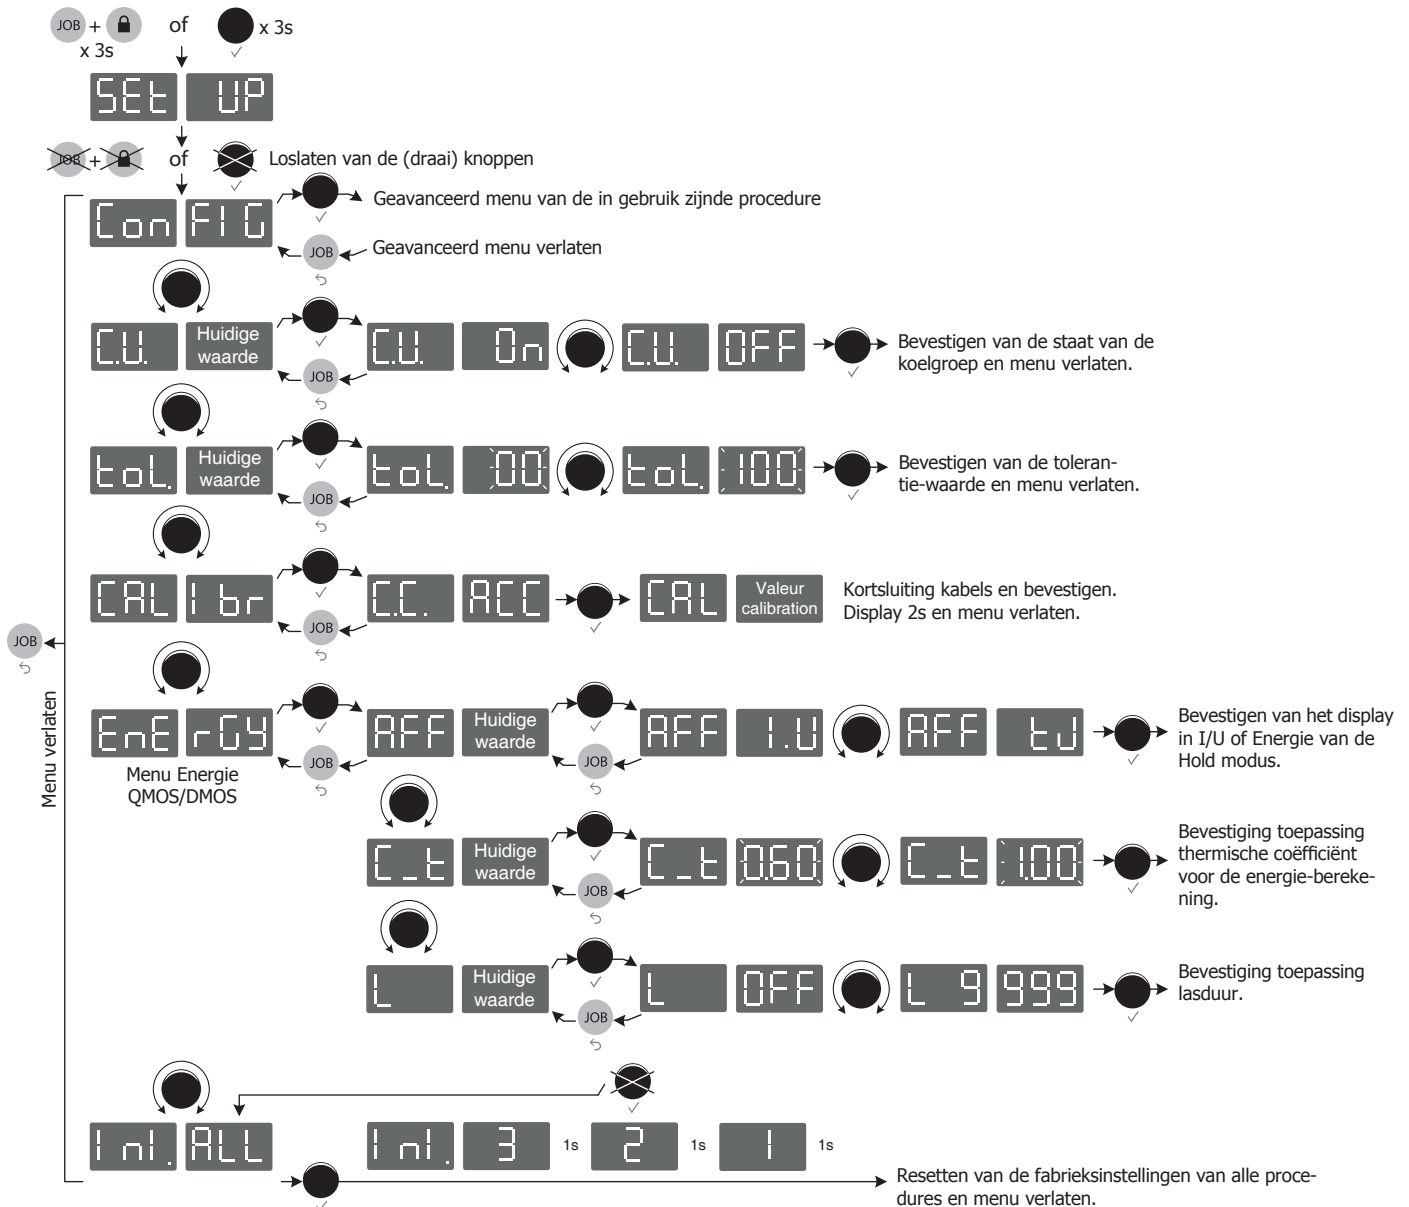 JOB + of x 3s
x 3s
SEt UP
JOB + of Loslaten van de (draai) knoppen
Con FIG
Geavanceerd menu van de in gebruik zijnde procedure
JOB
Geavanceerd menu verlaten
C.U. Huidige waarde
JOB
C.U. On C.U. OFF
Bevestigen van de staat van de
koelgroep en menu verlaten.
toL. Huidige waarde
JOB
toL. 00 toL. 100
Bevestigen van de toleran-
tie-waarde en menu verlaten.
CAL Ibr
JOB
C.C. ACC CAL Valeur calibration
Kortsluiting kabels en bevestigen.
Display 2s en menu verlaten.
JOB
Menu verlaten
EnE rGY
Menu Energie
QMOS/DMOS
JOB
AFF Huidige waarde
JOB
AFF I.U AFF tJ
Bevestigen van het display
in I/U of Energie van de
Hold modus.
C_t Huidige waarde
JOB
C_t 0.60 C_t 1.00
Bevestiging toepassing
thermische coëfficiënt
voor de energie-bereke-
ning.
L Huidige waarde
JOB
L OFF L 9 999
Bevestiging toepassing
lasduur.
InI. ALL InI. 3 1s 2 1s 1 1s
Resetten van de fabrieksinstellingen van alle proce-
dures en menu verlaten.